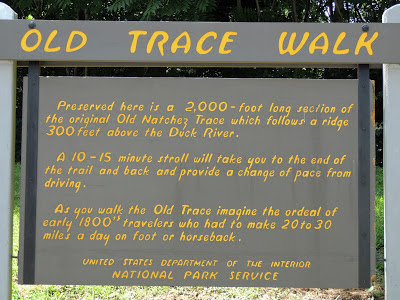 OLD TRACE WALK
Preserved here is a 2,000-foot long section of
the original Old Natchez Trace which follows a ridge
300 feet above the Duck River.
A 10-15 minute stroll will take you to the end of
the trail and back and provide a change of pace from
driving.
As you walk the Old Trace imagine the ordeal of
early 1800's travelers who had to make 20 to 30
miles a day on foot or horseback.
UNITED STATES DEPARTMENT OF THE INTERIOR
NATIONAL PARK SERVICE